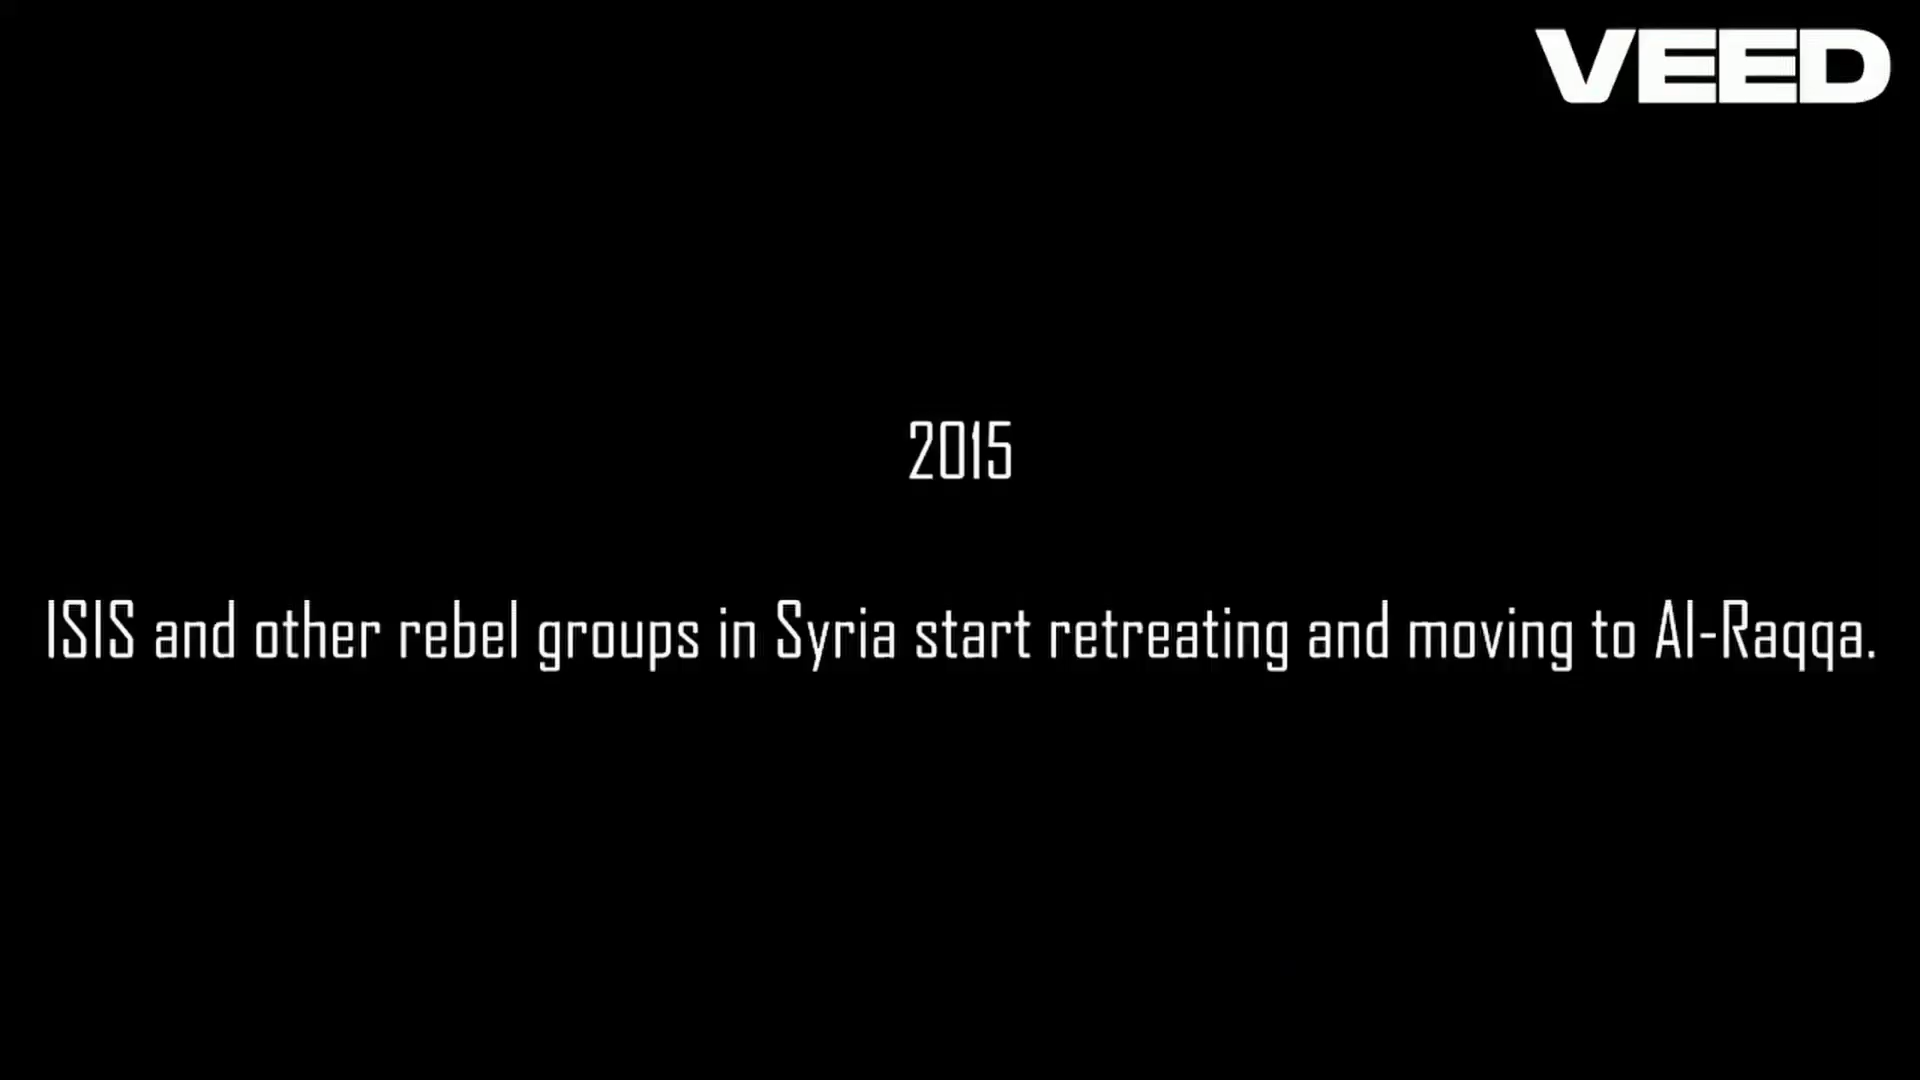 VEED
2015
ISIS and other rebel groups in Syria start retreating and moving to Al-Raqqa.